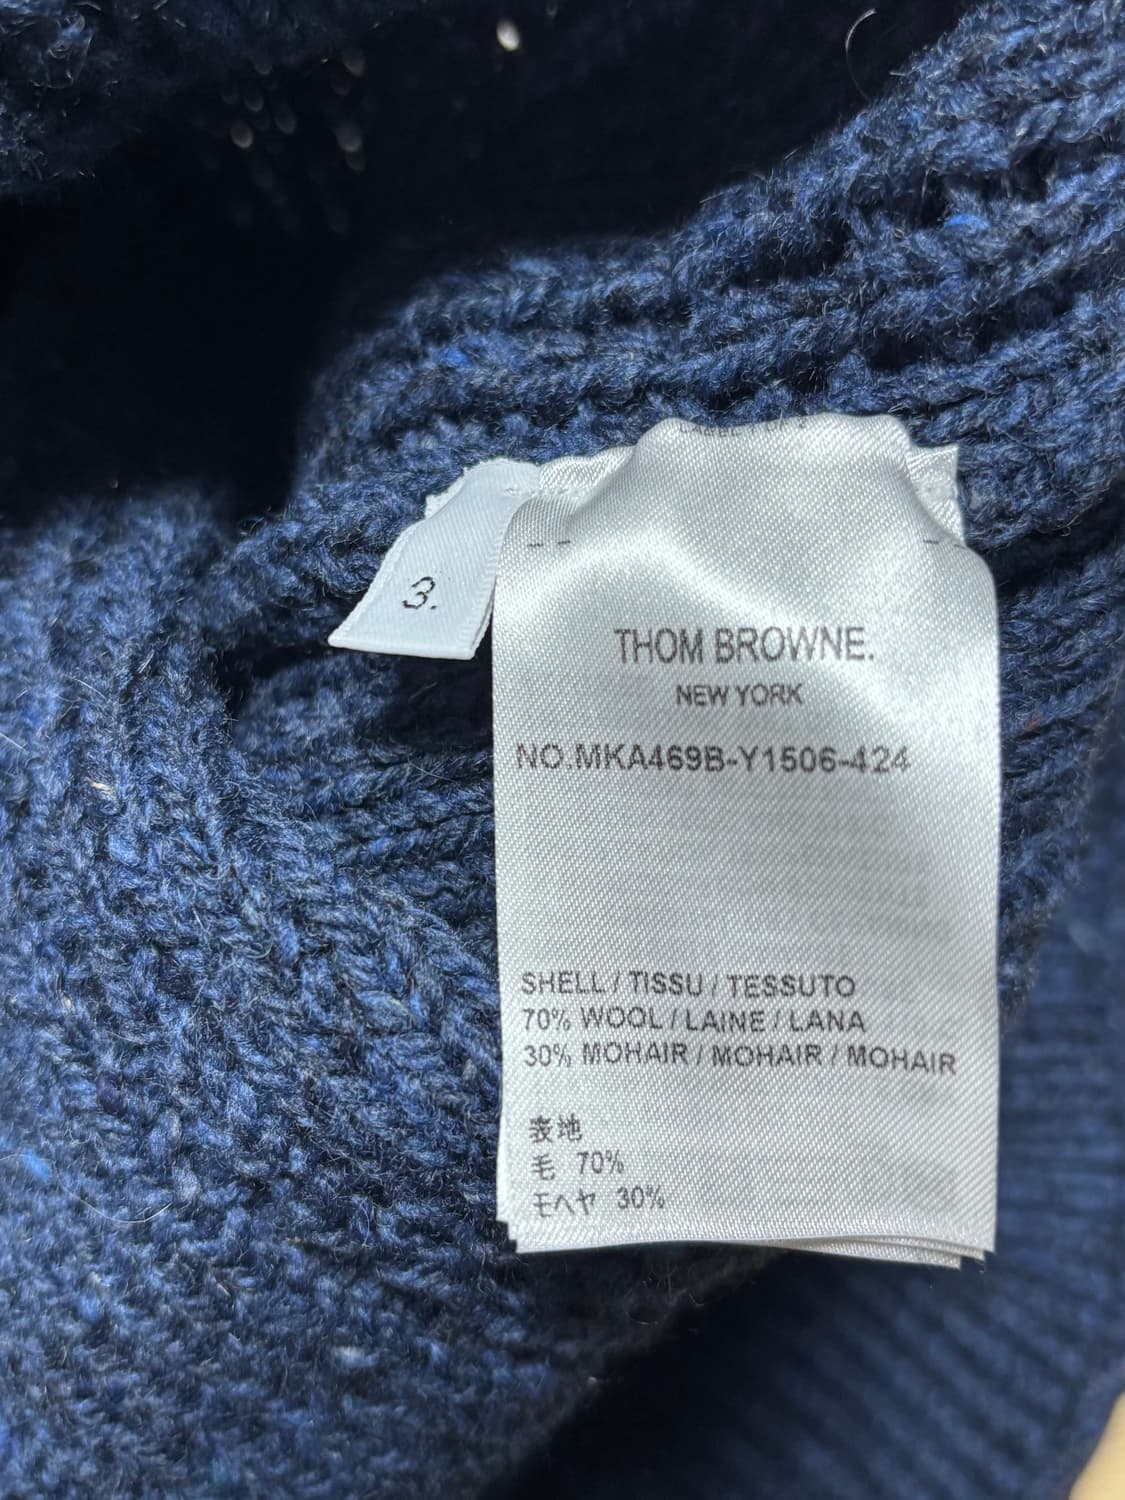 3.
THOM BROWNE.
NEW YORK
NO.MKA469B-Y1506-424
SHELL / TISSU / TESSUTO
70% WOOL / LAINE / LANA
30% MOHAIR / MOHAIR / MOHAIR
表地
毛 70%
モヘヤ 30%